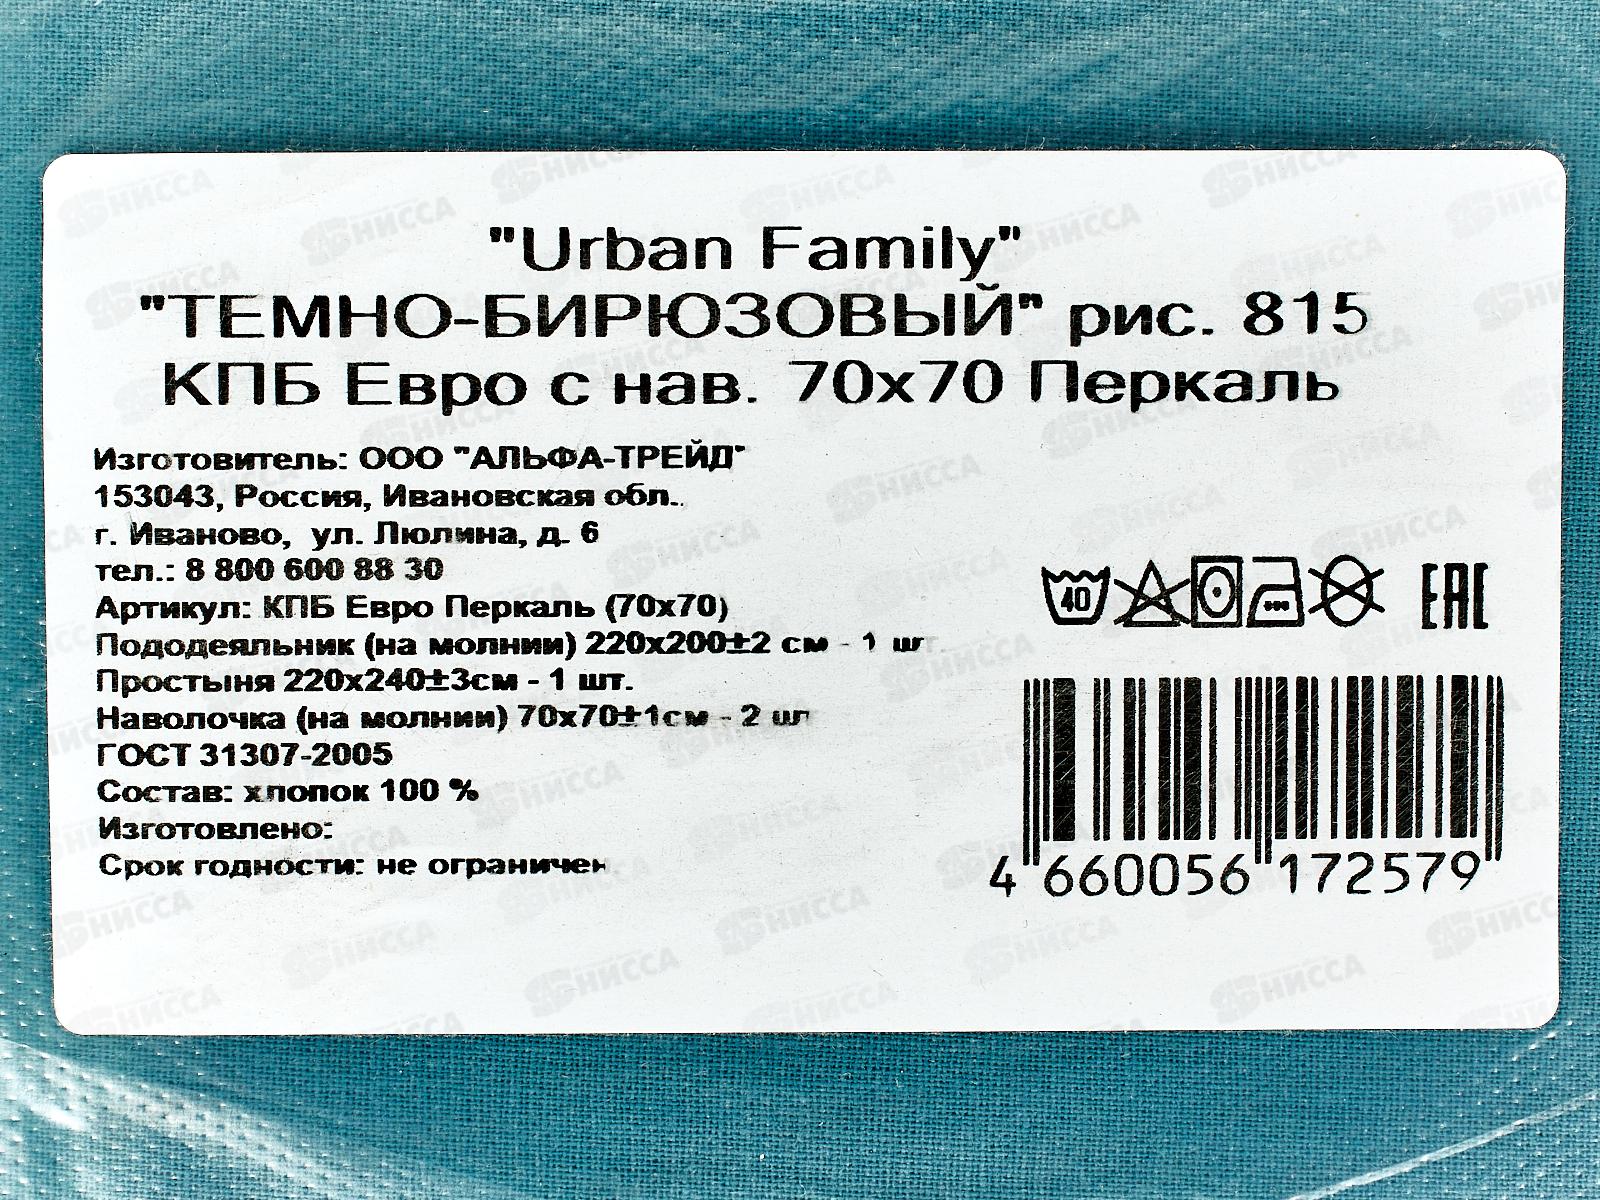 "Urban Family"
"ТЕМНО-БИРЮЗОВЫЙ" рис. 815
КПБ Евро с нав. 70х70 Перкаль
Изготовитель: ООО "АЛЬФА-ТРЕЙД"
153043, Россия, Ивановская обл.,
г. Иваново, ул. Люлина, д. 6
тел.: 8 800 600 88 30
Артикул: КПБ Евро Перкаль (70х70)
Пододеяльник (на молнии) 220х200±2 см - 1 шт.
Простыня 220х240±3см - 1 шт.
Наволочка (на молнии) 70х70±1см - 2 шт
ГОСТ 31307-2005
Состав: хлопок 100 %
Изготовлено:
Срок годности: не ограничен.
40
EAC
4 660056 172579
НИССА